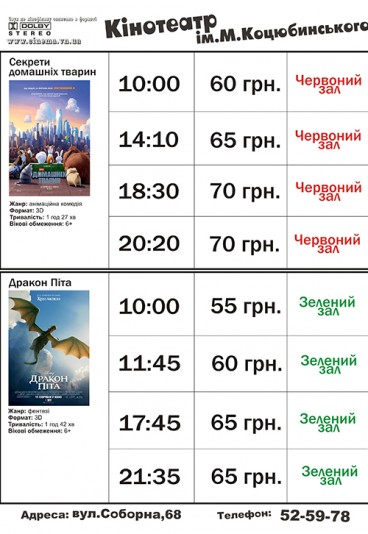 DOLBY
STEREO
www.cinema.vn.ua
Кінотеатр
ім.М.Коцюбинського
Секрети
домашніх тварин
10:00 60 грн. Червоний зал
14:10 65 грн. Червоний зал
18:30 70 грн. Червоний зал
20:20 70 грн. Червоний зал
Жанр: анімаційна комедія
Формат: 3D
Тривалість: 1 год 27 хв
Вікові обмеження: 6+
Дракон Піта
10:00 55 грн. Зелений зал
11:45 60 грн. Зелений зал
17:45 65 грн. Зелений зал
21:35 65 грн. Зелений зал
ДРАКОН
ПІТА
Жанр: фентезі
Формат: 3D
Тривалість: 1 год 42 хв
Вікові обмеження: 6+
Адреса: вул.Соборна,68 Телефон: 52-59-78